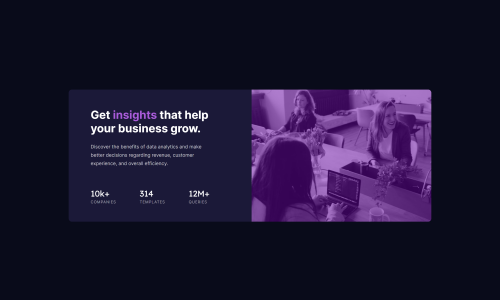 Get insights that help
your business grow.
Discover the benefits of data analytics and make
better decisions regarding revenue, customer
experience, and overall efficiency.
10k+ 314 12M+
COMPANIES TEMPLATES QUERIES